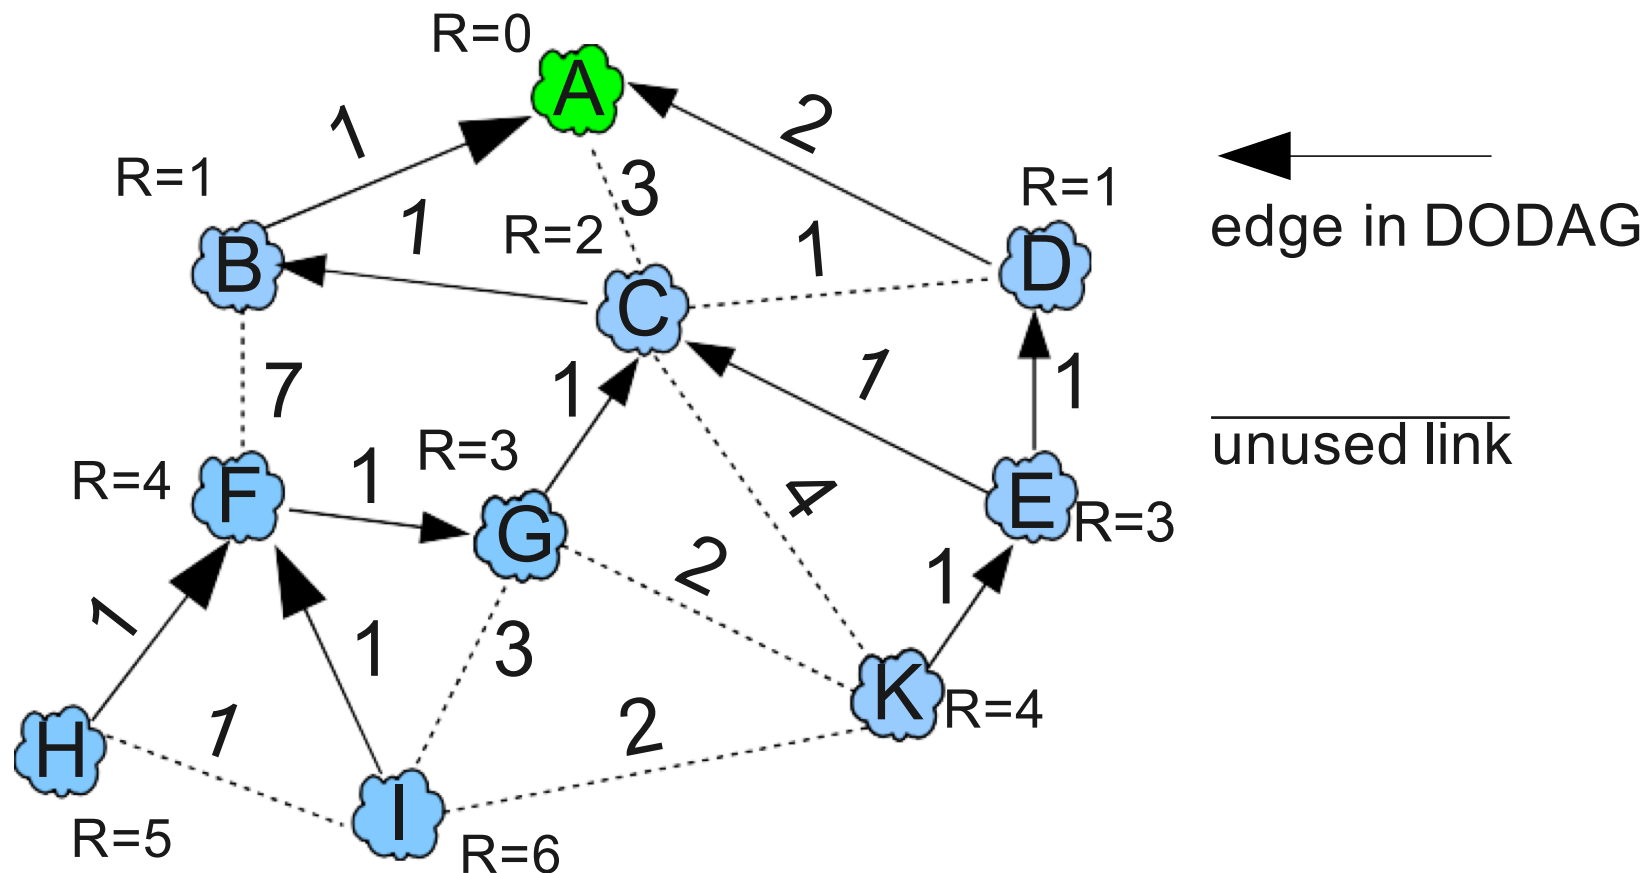 R=0
A
1
2
R=1
3
R=1
1
R=2
1
edge in DODAG
B
C
D
7
1
1
1
unused link
R=4
1
R=3
F
G
4
E
R=3
2
1
1
1
3
H
1
2
K
R=4
I
R=5
R=6